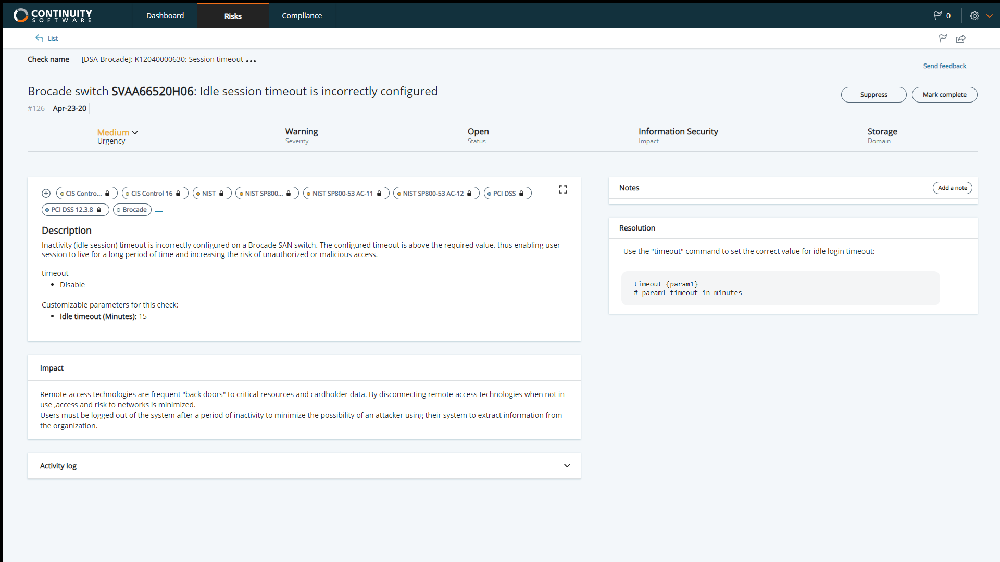 CONTINUITY
SOFTWARE
Dashboard
Risks
Compliance
0
List
Check name | [DSA-Brocade]: K12040000630: Session timeout ...
Send feedback
Brocade switch SVAA66520H06: Idle session timeout is incorrectly configured
Suppress
Mark complete
#126 Apr-23-20
Medium
Urgency
Warning
Severity
Open
Status
Information Security
Impact
Storage
Domain
CIS Contro... CIS Control 16 NIST NIST SP800... NIST SP800-53 AC-11 NIST SP800-53 AC-12 PCI DSS
PCI DSS 12.3.8 Brocade
Description
Inactivity (idle session) timeout is incorrectly configured on a Brocade SAN switch. The configured timeout is above the required value, thus enabling user
session to live for a long period of time and increasing the risk of unauthorized or malicious access.
timeout
• Disable
Customizable parameters for this check:
• Idle timeout (Minutes): 15
Impact
Remote-access technologies are frequent "back doors" to critical resources and cardholder data. By disconnecting remote-access technologies when not in
use ,access and risk to networks is minimized.
Users must be logged out of the system after a period of inactivity to minimize the possibility of an attacker using their system to extract information from
the organization.
Activity log
Notes
Add a note
Resolution
Use the "timeout" command to set the correct value for idle login timeout:
timeout {param1}
# param1 timeout in minutes